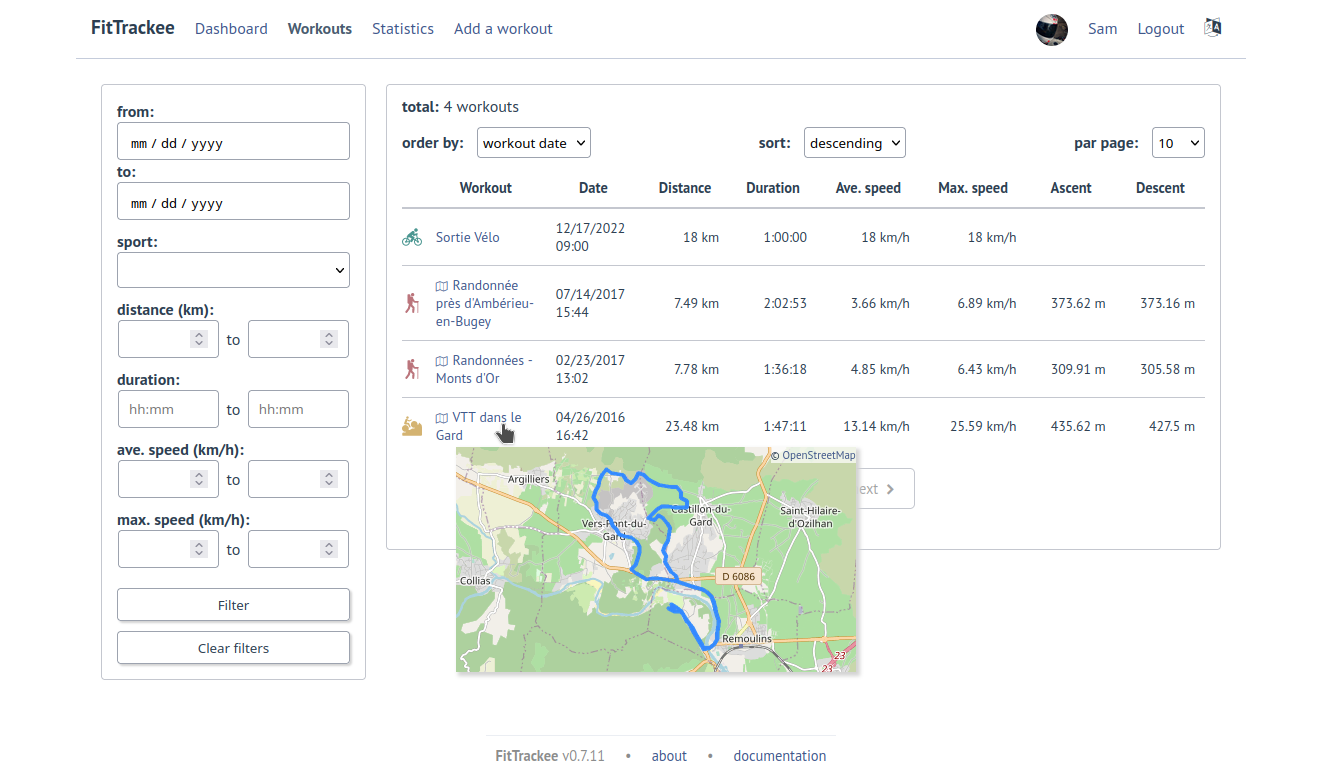 FitTrackee Dashboard Workouts Statistics Add a workout Sam Logout
from:
mm / dd / yyyy
to:
mm / dd / yyyy
sport:
distance (km):
to
duration:
hh:mm to hh:mm
ave. speed (km/h):
to
max. speed (km/h):
to
Filter
Clear filters
total: 4 workouts
order by: workout date sort: descending par page: 10
Workout Date Distance Duration Ave. speed Max. speed Ascent Descent
Sortie Vélo 12/17/2022 09:00 18 km 1:00:00 18 km/h 18 km/h
Randonnée près d'Ambérieu-en-Bugey 07/14/2017 15:44 7.49 km 2:02:53 3.66 km/h 6.89 km/h 373.62 m 373.16 m
Randonnées - Monts d'Or 02/23/2017 13:02 7.78 km 1:36:18 4.85 km/h 6.43 km/h 309.91 m 305.58 m
VTT dans le Gard 04/26/2016 16:42 23.48 km 1:47:11 13.14 km/h 25.59 km/h 435.62 m 427.5 m
ext
© OpenStreetMap
Argilliers
Vers-Pont-du-Gard
Castillon-du-Gard
Saint-Hilaire-d'Ozilhan
Collias
D 6086
Remoulins
23
23
FitTrackee v0.7.11 • about • documentation